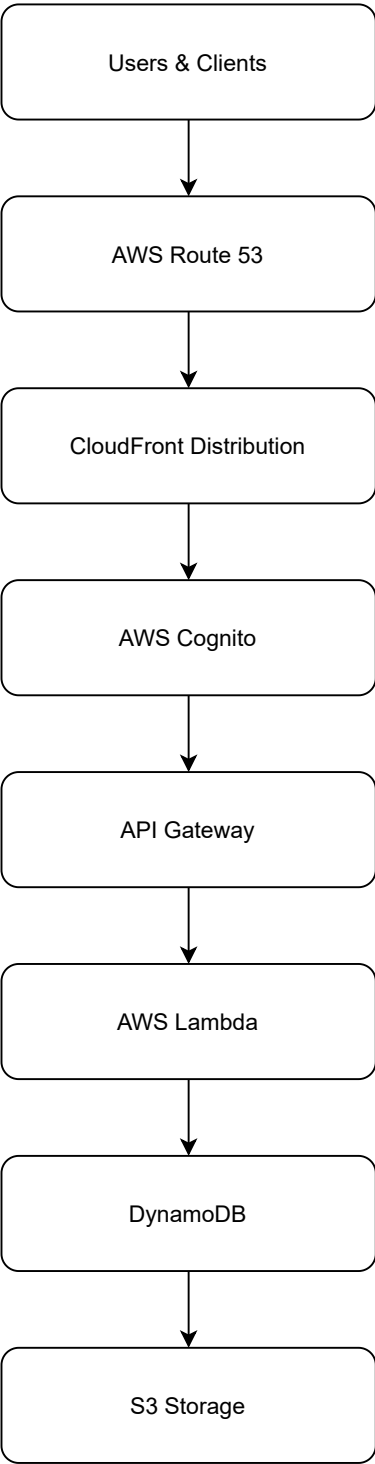 Users & Clients
AWS Route 53
CloudFront Distribution
AWS Cognito
API Gateway
AWS Lambda
DynamoDB
S3 Storage